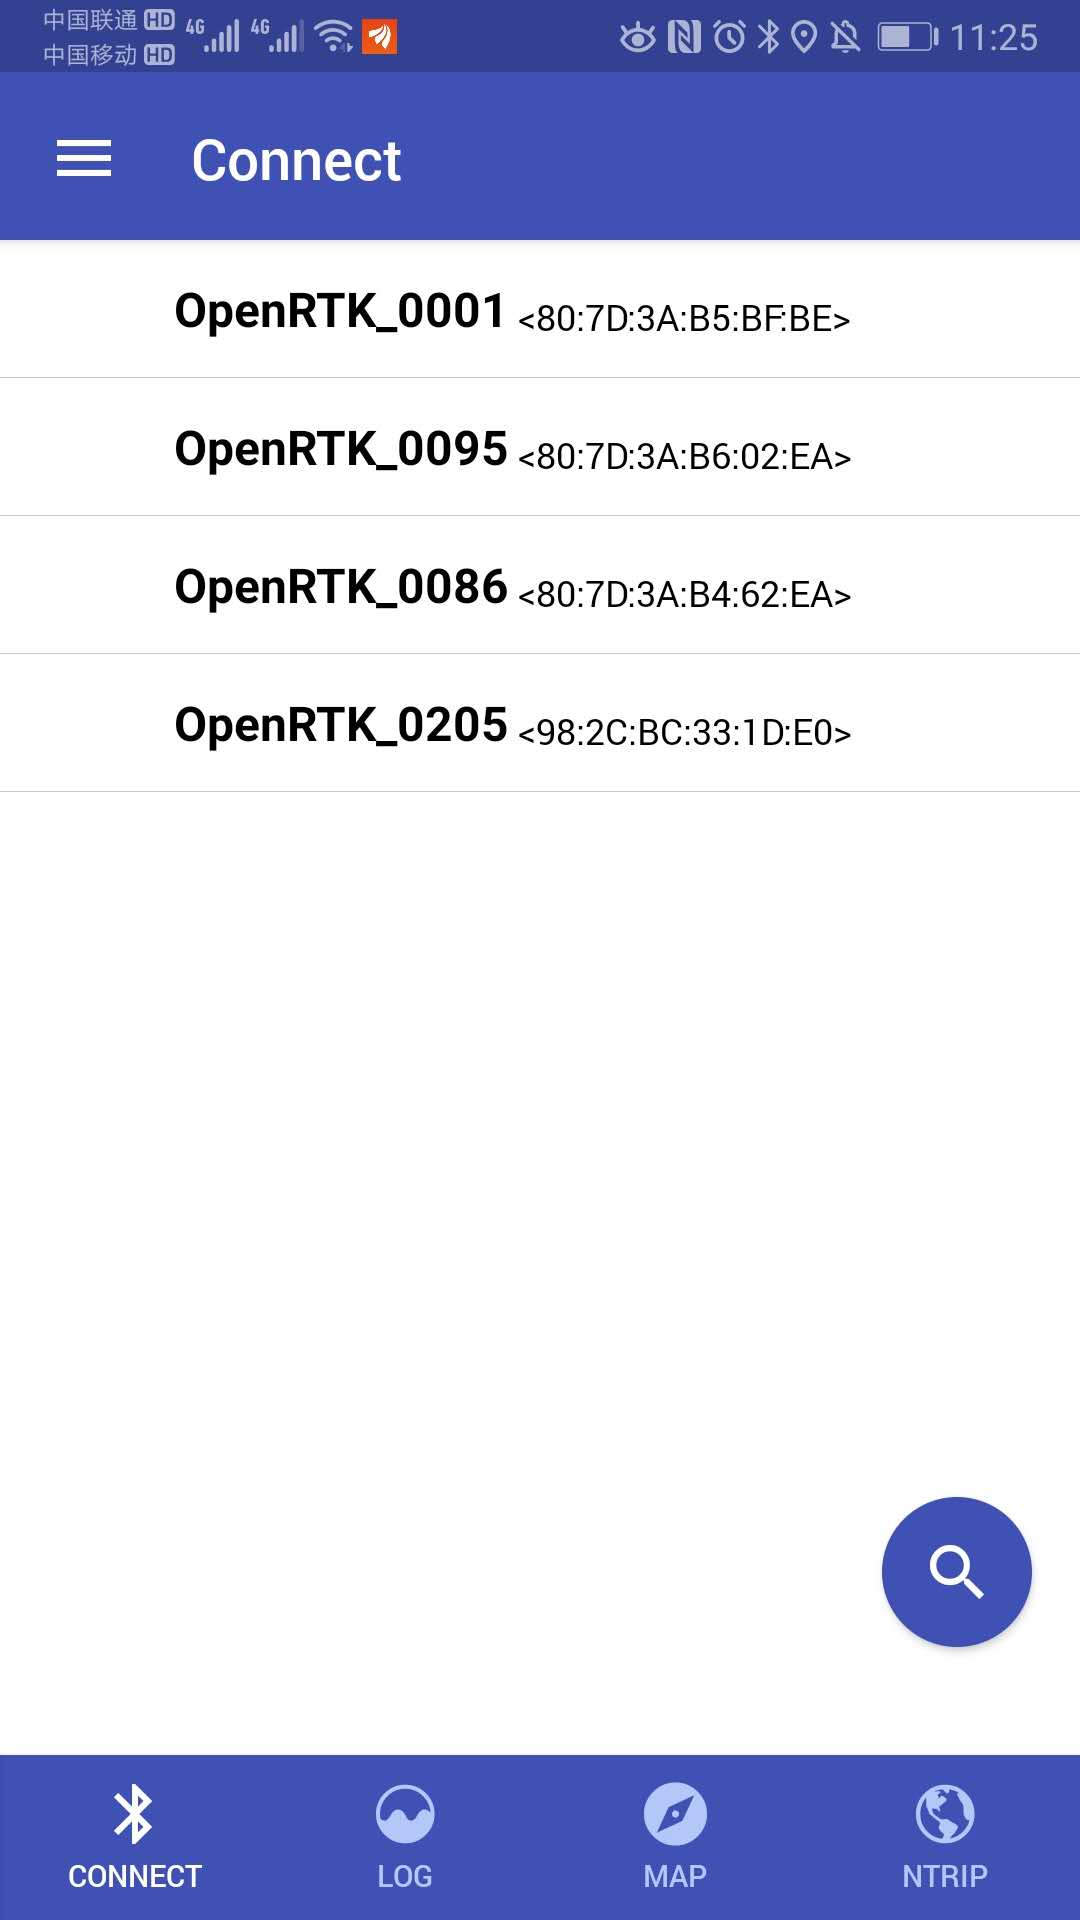 中国联通 HD 4G 4G 11:25
中国移动 HD
Connect
OpenRTK_0001 <80:7D:3A:B5:BF:BE>
OpenRTK_0095 <80:7D:3A:B6:02:EA>
OpenRTK_0086 <80:7D:3A:B4:62:EA>
OpenRTK_0205 <98:2C:BC:33:1D:E0>
CONNECT LOG MAP NTRIP